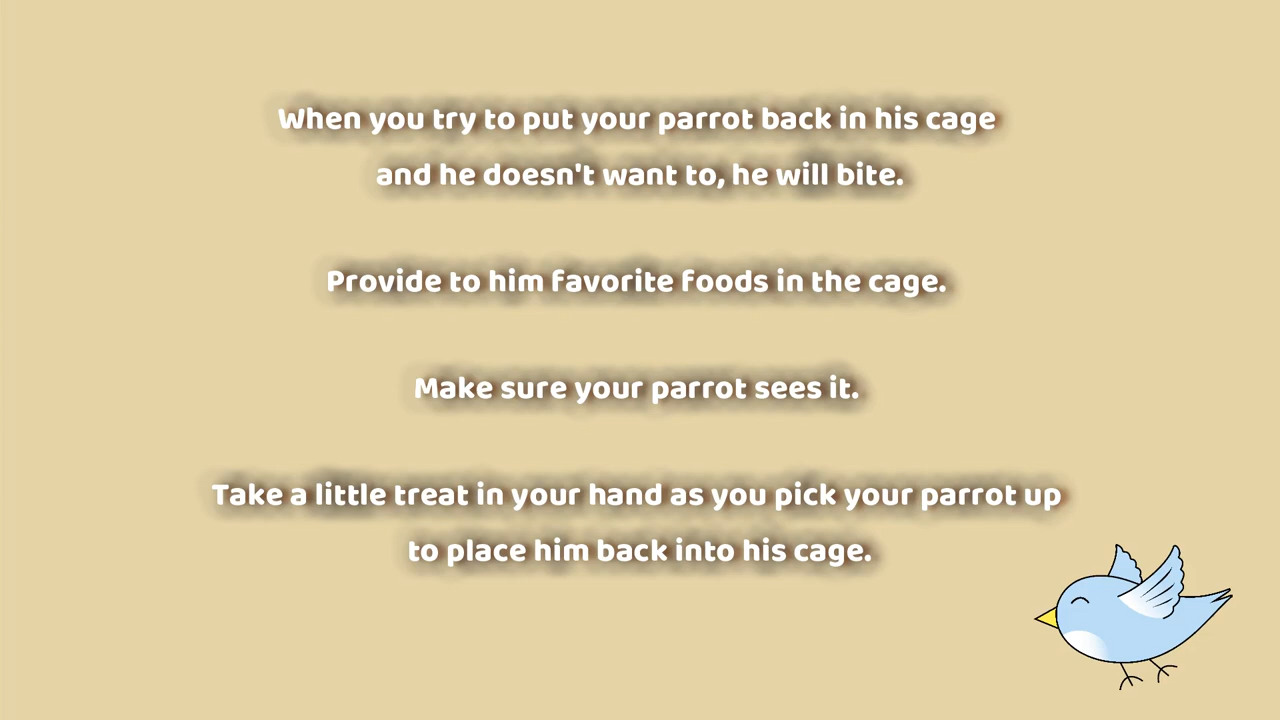 When you try to put your parrot back in his cage
and he doesn't want to, he will bite.
Provide to him favorite foods in the cage.
Make sure your parrot sees it.
Take a little treat in your hand as you pick your parrot up
to place him back into his cage.